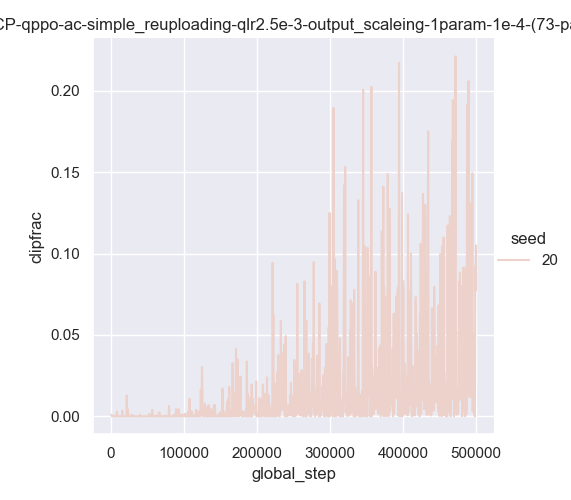 CP-qppo-ac-simple_reuploading-qlr2.5e-3-output_scaleing-1param-1e-4-(73-pa
0.20
0.15
0.10
0.05
0.00
clipfrac
seed
20
0 100000 200000 300000 400000 500000
global_step